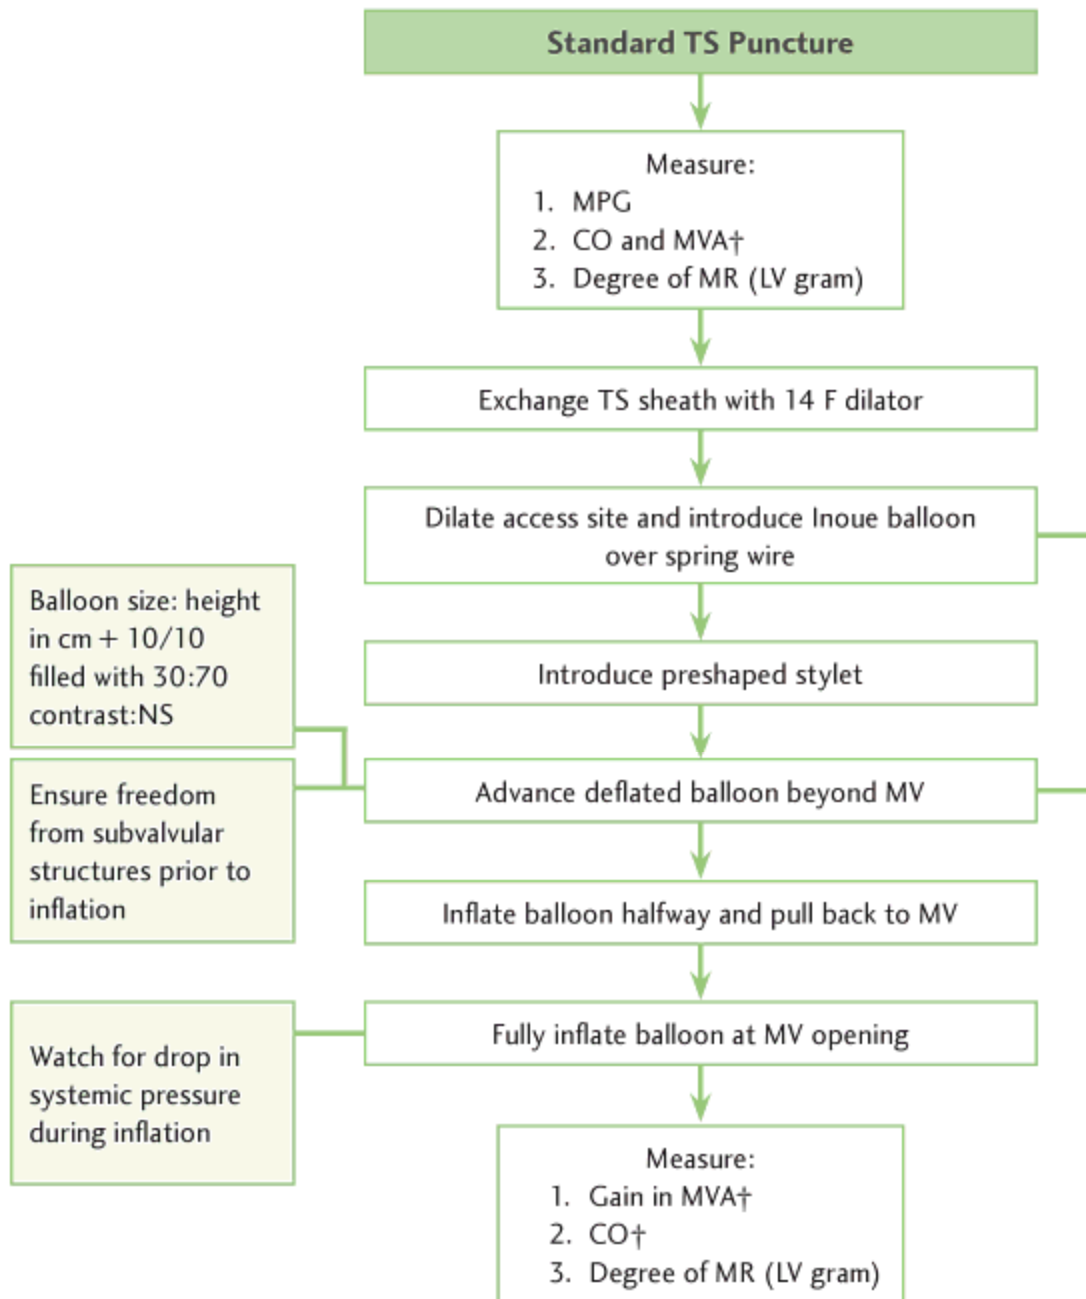 Standard TS Puncture
Measure:
1. MPG
2. CO and MVA†
3. Degree of MR (LV gram)
Exchange TS sheath with 14 F dilator
Dilate access site and introduce Inoue balloon
over spring wire
Introduce preshaped stylet
Balloon size: height
in cm + 10/10
filled with 30:70
contrast:NS
Ensure freedom
from subvalvular
structures prior to
inflation
Advance deflated balloon beyond MV
Inflate balloon halfway and pull back to MV
Fully inflate balloon at MV opening
Watch for drop in
systemic pressure
during inflation
Measure:
1. Gain in MVA†
2. CO†
3. Degree of MR (LV gram)